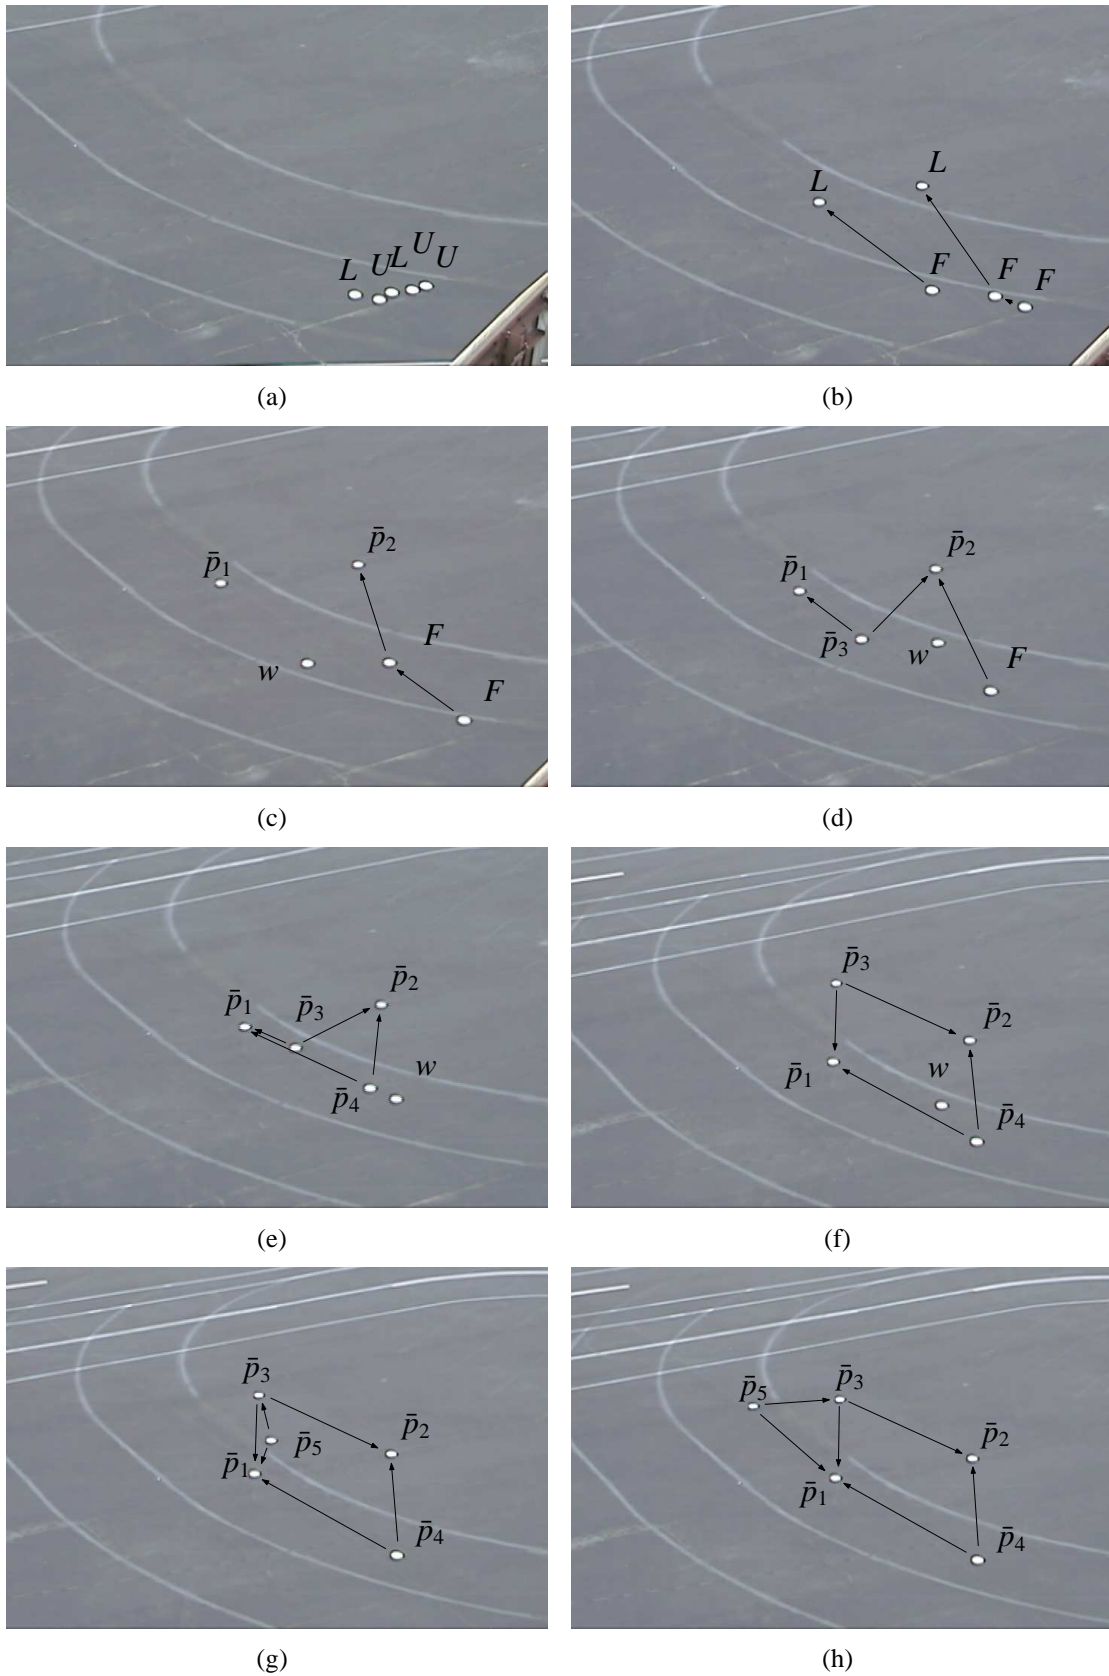 L U L U U
(a)
L L
F F F
(b)
p̄1 p̄2
w F
F
(c)
p̄1 p̄2
p̄3 w F
(d)
p̄1 p̄3 p̄2
p̄4 w
(e)
p̄3
p̄1 w p̄2
p̄4
(f)
p̄3
p̄1 p̄5 p̄2
p̄4
(g)
p̄5 p̄3
p̄1 p̄2
p̄4
(h)